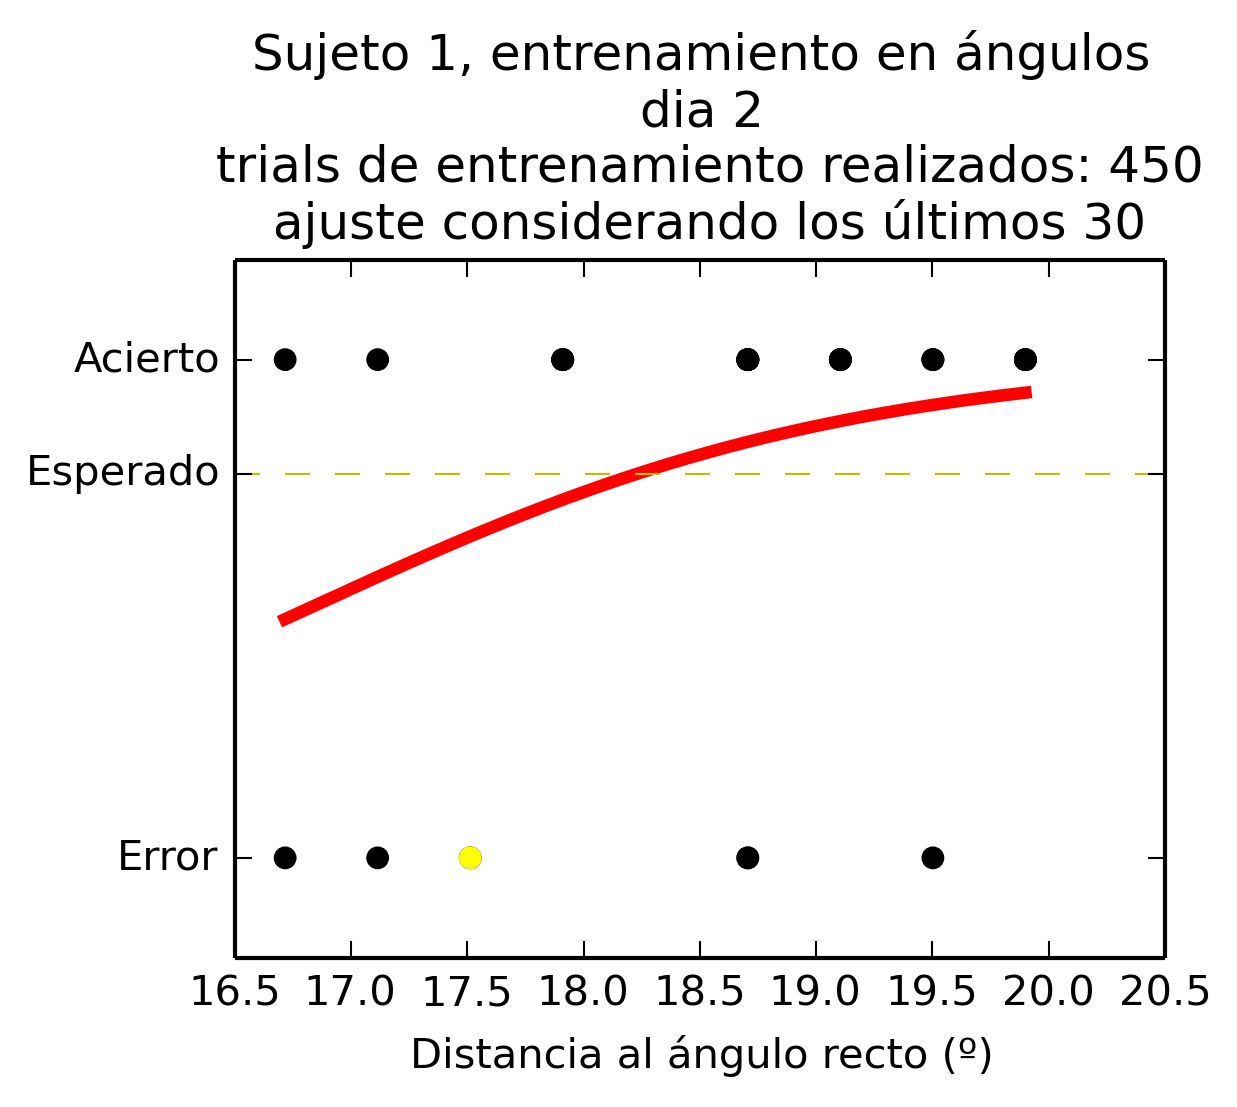 Sujeto 1, entrenamiento en ángulos
dia 2
trials de entrenamiento realizados: 450
ajuste considerando los últimos 30
Acierto
Esperado
Error
16.5 17.0 17.5 18.0 18.5 19.0 19.5 20.0 20.5
Distancia al ángulo recto (º)